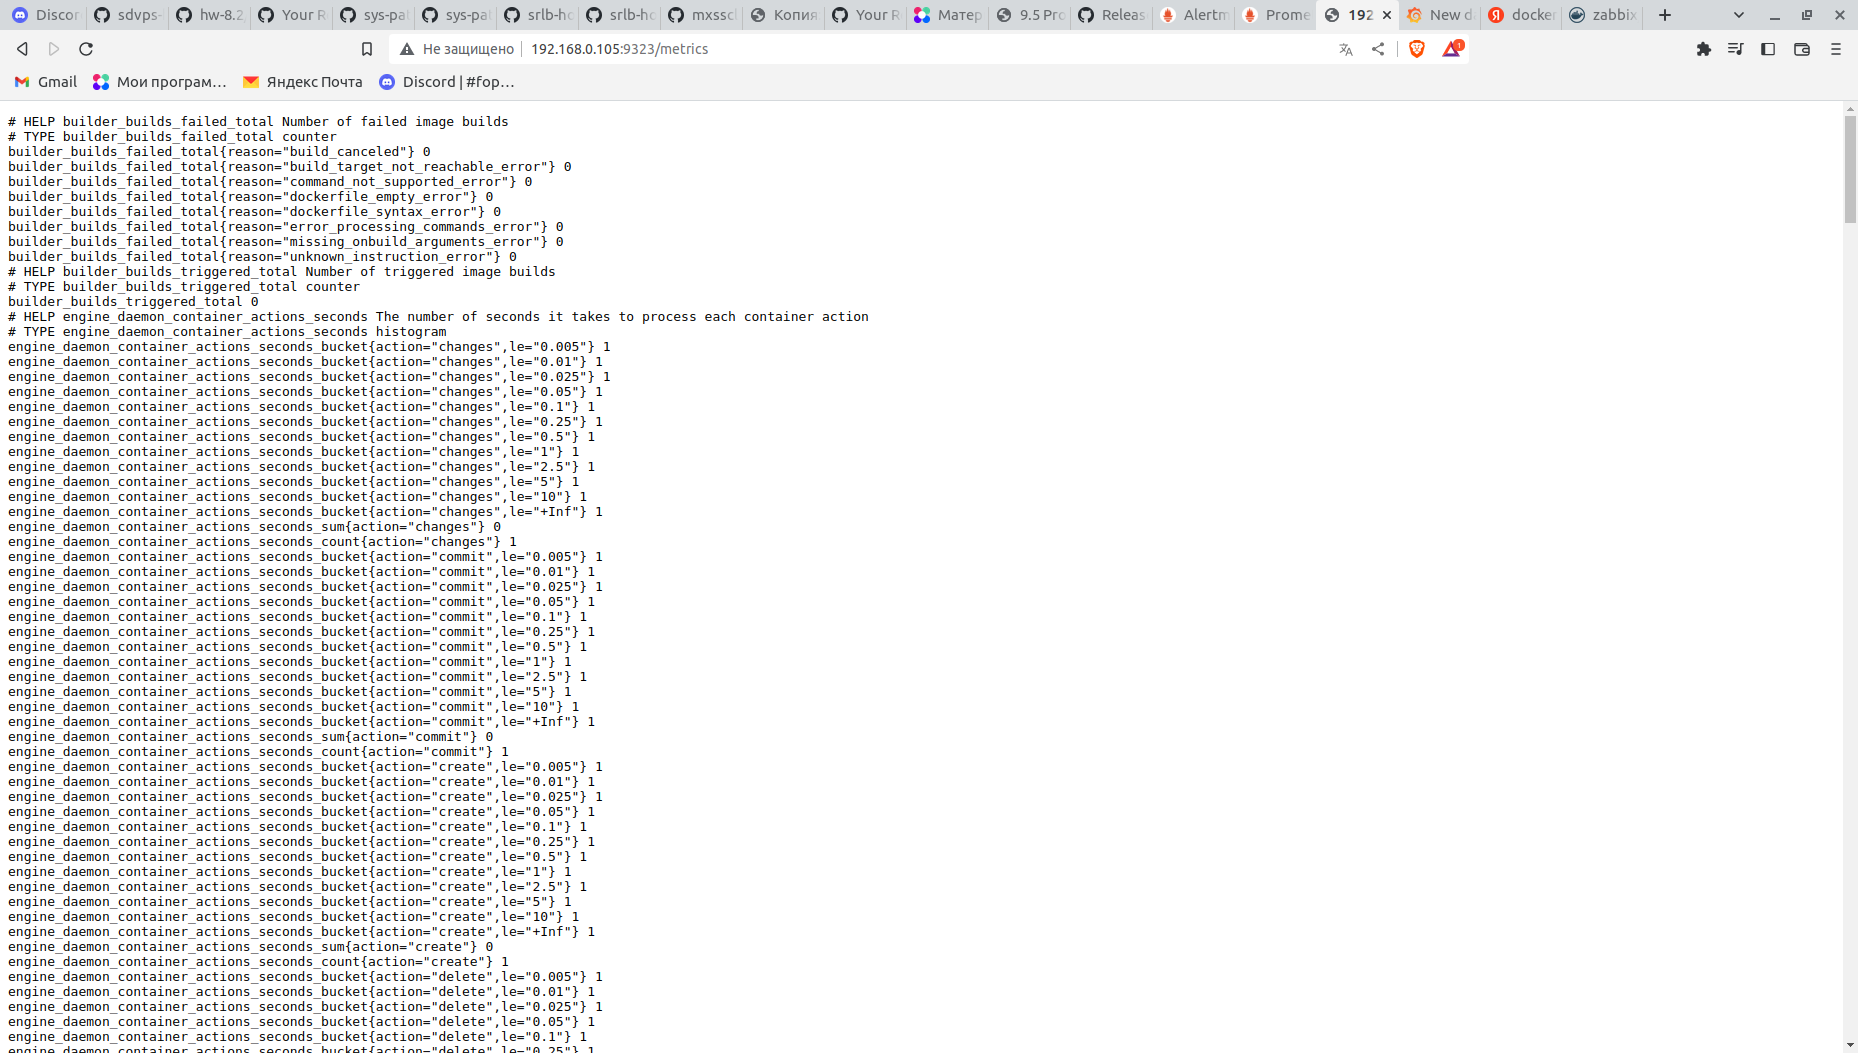 Discor sdvps- hw-8.2 Your R sys-pat sys-pat srlb-ho srlb-ho mxsscl Копия Your R Матер 9.5 Pro Releas Alertm Prome 192 New da docker zabbix
Не защищено 192.168.0.105:9323/metrics 1
Gmail Мои програм… Яндекс Почта Discord | #фор…
# HELP builder_builds_failed_total Number of failed image builds
# TYPE builder_builds_failed_total counter
builder_builds_failed_total{reason="build_canceled"} 0
builder_builds_failed_total{reason="build_target_not_reachable_error"} 0
builder_builds_failed_total{reason="command_not_supported_error"} 0
builder_builds_failed_total{reason="dockerfile_empty_error"} 0
builder_builds_failed_total{reason="dockerfile_syntax_error"} 0
builder_builds_failed_total{reason="error_processing_commands_error"} 0
builder_builds_failed_total{reason="missing_onbuild_arguments_error"} 0
builder_builds_failed_total{reason="unknown_instruction_error"} 0
# HELP builder_builds_triggered_total Number of triggered image builds
# TYPE builder_builds_triggered_total counter
builder_builds_triggered_total 0
# HELP engine_daemon_container_actions_seconds The number of seconds it takes to process each container action
# TYPE engine_daemon_container_actions_seconds histogram
engine_daemon_container_actions_seconds_bucket{action="changes",le="0.005"} 1
engine_daemon_container_actions_seconds_bucket{action="changes",le="0.01"} 1
engine_daemon_container_actions_seconds_bucket{action="changes",le="0.025"} 1
engine_daemon_container_actions_seconds_bucket{action="changes",le="0.05"} 1
engine_daemon_container_actions_seconds_bucket{action="changes",le="0.1"} 1
engine_daemon_container_actions_seconds_bucket{action="changes",le="0.25"} 1
engine_daemon_container_actions_seconds_bucket{action="changes",le="0.5"} 1
engine_daemon_container_actions_seconds_bucket{action="changes",le="1"} 1
engine_daemon_container_actions_seconds_bucket{action="changes",le="2.5"} 1
engine_daemon_container_actions_seconds_bucket{action="changes",le="5"} 1
engine_daemon_container_actions_seconds_bucket{action="changes",le="10"} 1
engine_daemon_container_actions_seconds_bucket{action="changes",le="+Inf"} 1
engine_daemon_container_actions_seconds_sum{action="changes"} 0
engine_daemon_container_actions_seconds_count{action="changes"} 1
engine_daemon_container_actions_seconds_bucket{action="commit",le="0.005"} 1
engine_daemon_container_actions_seconds_bucket{action="commit",le="0.01"} 1
engine_daemon_container_actions_seconds_bucket{action="commit",le="0.025"} 1
engine_daemon_container_actions_seconds_bucket{action="commit",le="0.05"} 1
engine_daemon_container_actions_seconds_bucket{action="commit",le="0.1"} 1
engine_daemon_container_actions_seconds_bucket{action="commit",le="0.25"} 1
engine_daemon_container_actions_seconds_bucket{action="commit",le="0.5"} 1
engine_daemon_container_actions_seconds_bucket{action="commit",le="1"} 1
engine_daemon_container_actions_seconds_bucket{action="commit",le="2.5"} 1
engine_daemon_container_actions_seconds_bucket{action="commit",le="5"} 1
engine_daemon_container_actions_seconds_bucket{action="commit",le="10"} 1
engine_daemon_container_actions_seconds_bucket{action="commit",le="+Inf"} 1
engine_daemon_container_actions_seconds_sum{action="commit"} 0
engine_daemon_container_actions_seconds_count{action="commit"} 1
engine_daemon_container_actions_seconds_bucket{action="create",le="0.005"} 1
engine_daemon_container_actions_seconds_bucket{action="create",le="0.01"} 1
engine_daemon_container_actions_seconds_bucket{action="create",le="0.025"} 1
engine_daemon_container_actions_seconds_bucket{action="create",le="0.05"} 1
engine_daemon_container_actions_seconds_bucket{action="create",le="0.1"} 1
engine_daemon_container_actions_seconds_bucket{action="create",le="0.25"} 1
engine_daemon_container_actions_seconds_bucket{action="create",le="0.5"} 1
engine_daemon_container_actions_seconds_bucket{action="create",le="1"} 1
engine_daemon_container_actions_seconds_bucket{action="create",le="2.5"} 1
engine_daemon_container_actions_seconds_bucket{action="create",le="5"} 1
engine_daemon_container_actions_seconds_bucket{action="create",le="10"} 1
engine_daemon_container_actions_seconds_bucket{action="create",le="+Inf"} 1
engine_daemon_container_actions_seconds_sum{action="create"} 0
engine_daemon_container_actions_seconds_count{action="create"} 1
engine_daemon_container_actions_seconds_bucket{action="delete",le="0.005"} 1
engine_daemon_container_actions_seconds_bucket{action="delete",le="0.01"} 1
engine_daemon_container_actions_seconds_bucket{action="delete",le="0.025"} 1
engine_daemon_container_actions_seconds_bucket{action="delete",le="0.05"} 1
engine_daemon_container_actions_seconds_bucket{action="delete",le="0.1"} 1
engine_daemon_container_actions_seconds_bucket{action="delete",le="0.25"} 1